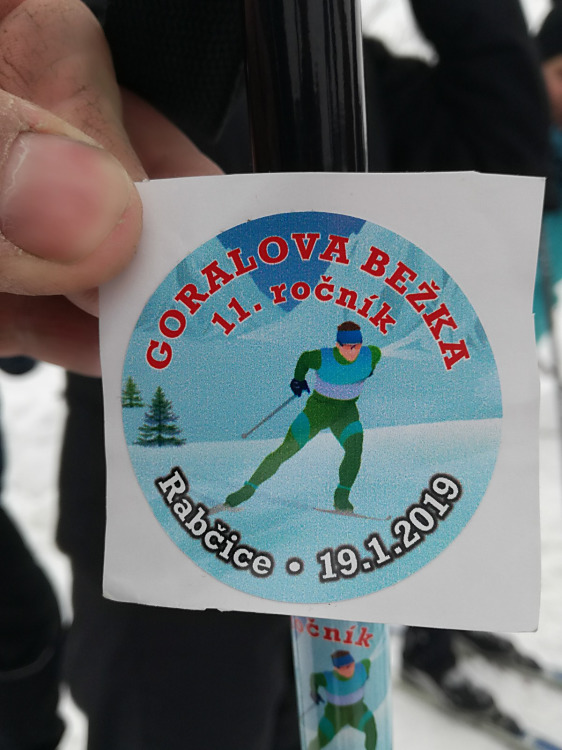 GORALOVA BEŽKA
11. ročník
Rabčice • 19.1.2019
ročník